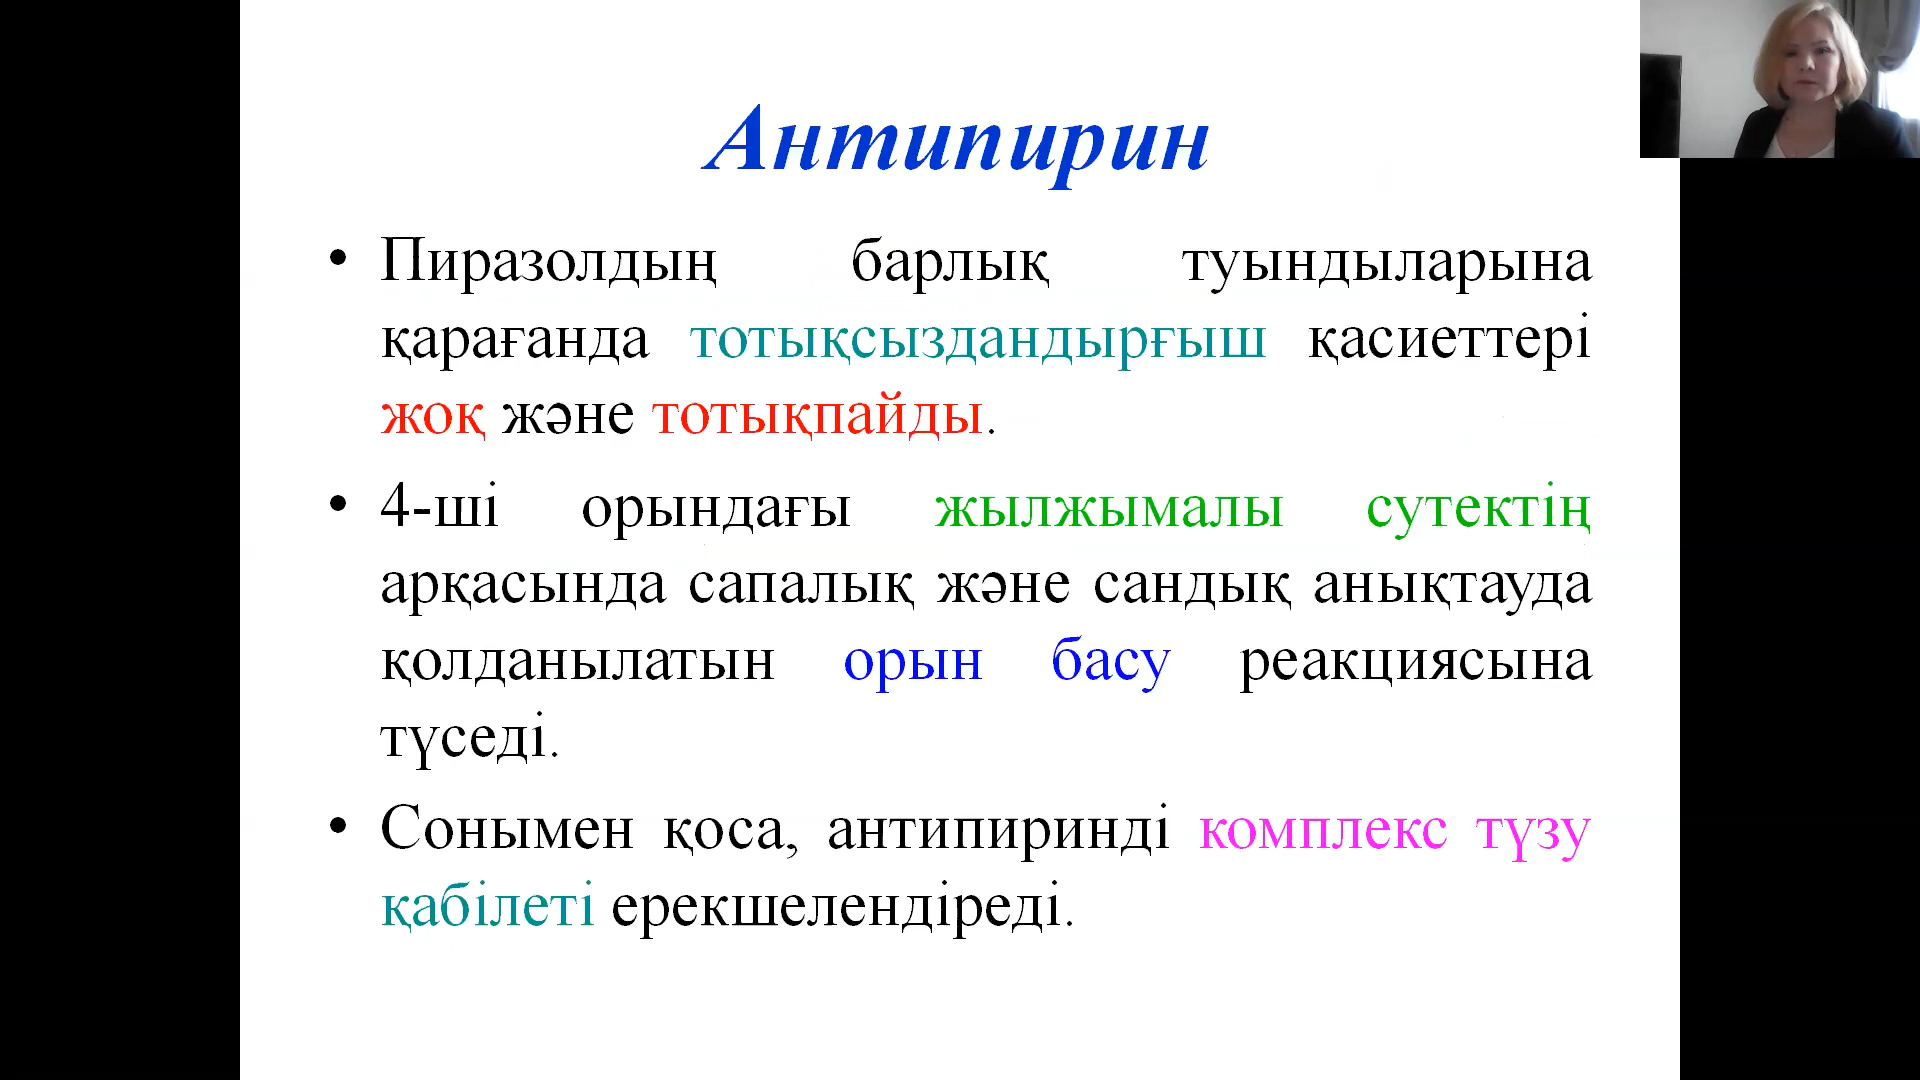 Антипирин
• Пиразолдың барлық туындыларына
қарағанда тотықсыздандырғыш қасиеттері
жоқ және тотықпайды.
• 4-ші орындағы жылжымалы сутектің
арқасында сапалық және сандық анықтауда
қолданылатын орын басу реакциясына
түседі.
• Сонымен қоса, антипиринді комплекс түзу
қабілеті ерекшелендіреді.